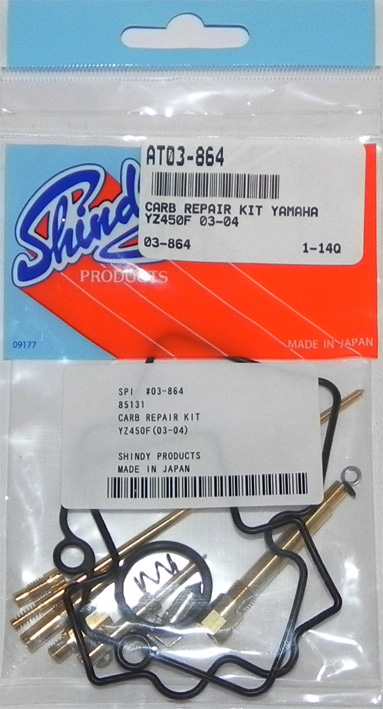 AT03-864
CARB REPAIR KIT YAMAHA
YZ450F 03-04
03-864 1-14Q
Shindy
PRODUCTS
09177 MADE IN JAPAN
SPI #03-864
85131
CARB REPAIR KIT
YZ450F(03-04)
SHINDY PRODUCTS
MADE IN JAPAN